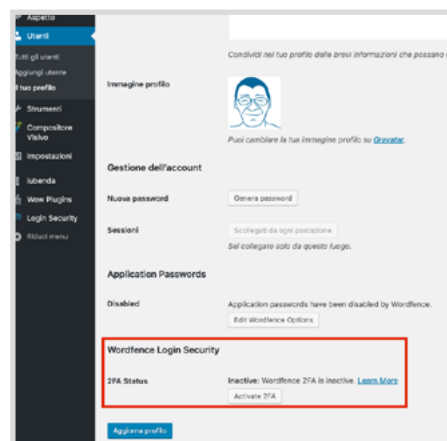 Aspetto
Utenti
Tutti gli utenti
Aggiungi utente
Il tuo profilo
Strumenti
Compositore
Visivo
Impostazioni
iubenda
Wow Plugins
Login Security
Riduci menu
Condividi nel tuo profilo delle brevi informazioni che possano
Immagine profilo
Puoi cambiare la tua immagine profilo su Gravatar.
Gestione dell'account
Nuova password
Genera password
Sessioni
Scollegati da ogni postazione
Sei collegato solo da questo luogo.
Application Passwords
Disabled
Application passwords have been disabled by Wordfence.
Edit Wordfence Options
Wordfence Login Security
2FA Status
Inactive: Wordfence 2FA is inactive. Learn More
Activate 2FA
Aggiorna profilo